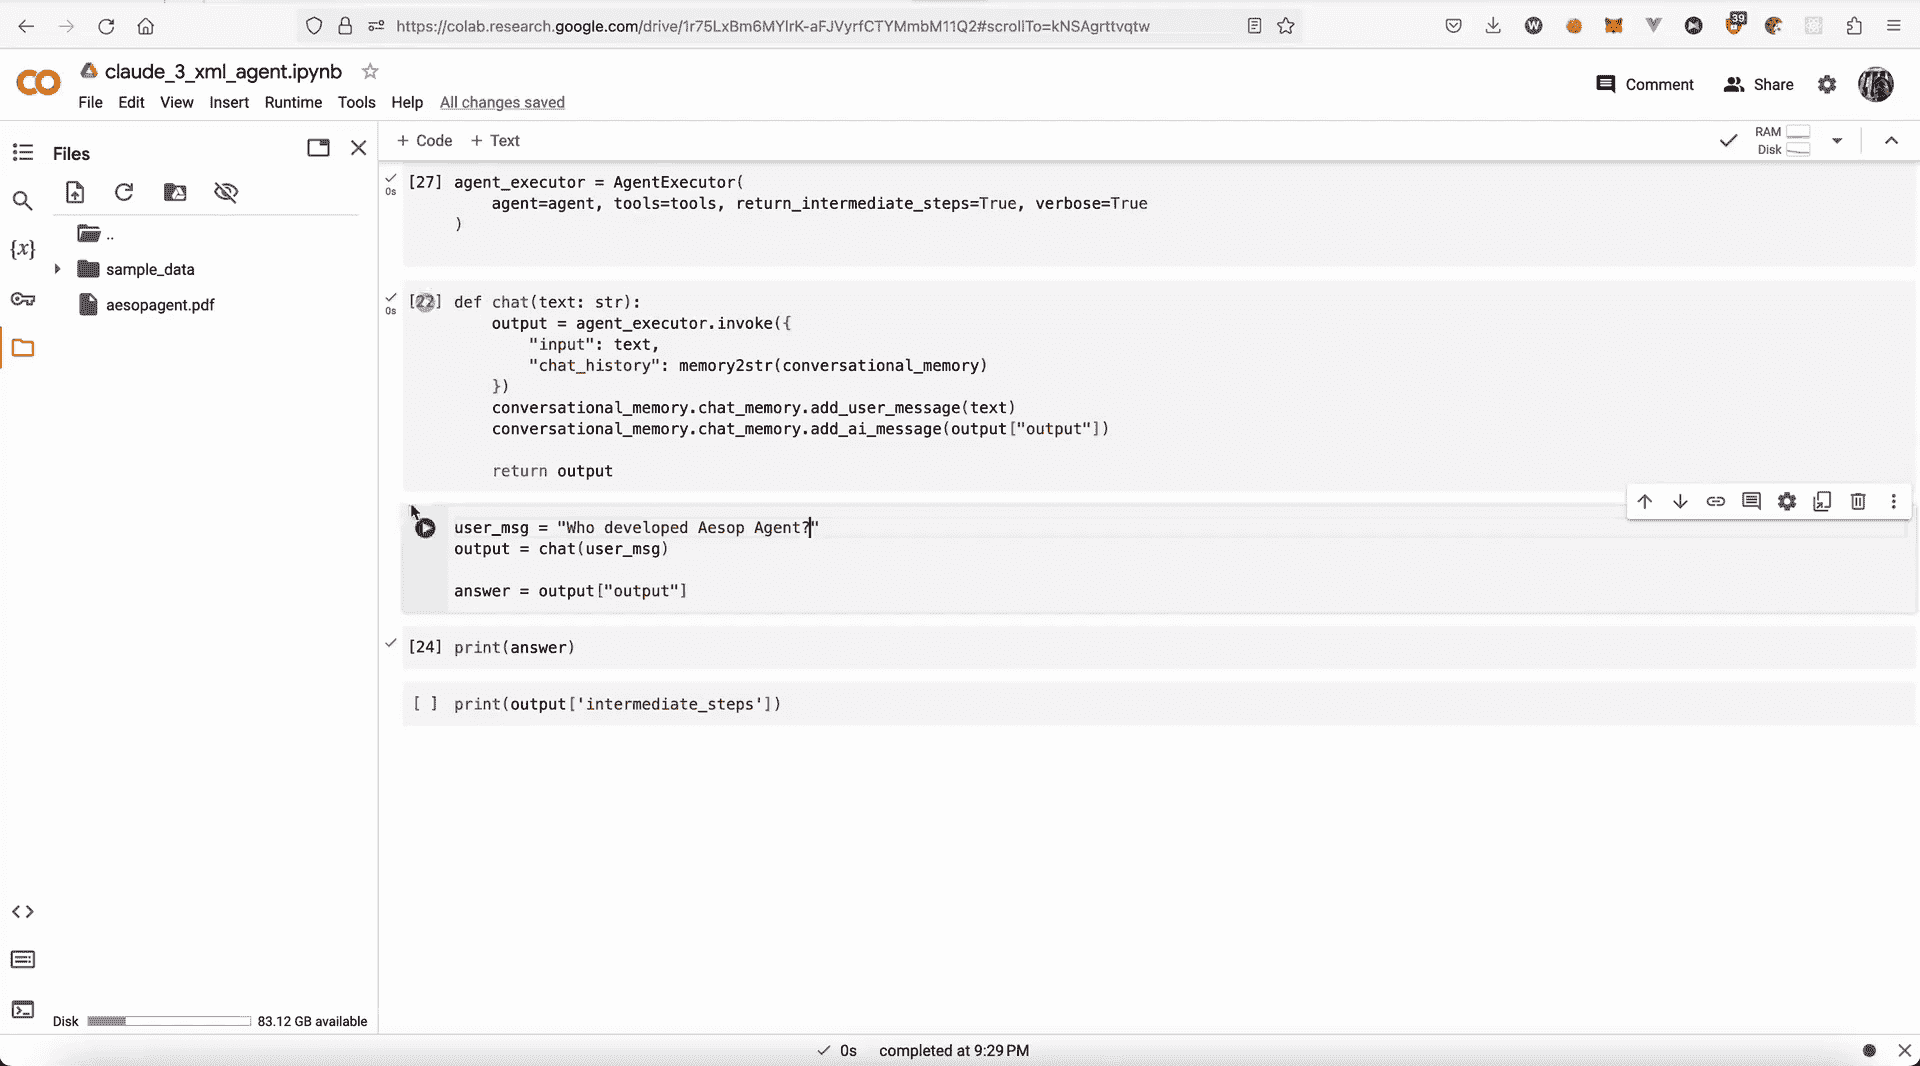 https://colab.research.google.com/drive/1r75LxBm6MYlrK-aFJVyrfCTYMmbM11Q2#scrollTo=kNSAgrttvqtw
39
claude_3_xml_agent.ipynb
File Edit View Insert Runtime Tools Help All changes saved
Comment
Share
Files
..
sample_data
aesopagent.pdf
Disk 83.12 GB available
+ Code + Text
RAM
Disk
0s
[27] agent_executor = AgentExecutor(
agent=agent, tools=tools, return_intermediate_steps=True, verbose=True
)
0s
[22] def chat(text: str):
output = agent_executor.invoke({
"input": text,
"chat_history": memory2str(conversational_memory)
})
conversational_memory.chat_memory.add_user_message(text)
conversational_memory.chat_memory.add_ai_message(output["output"])
return output
user_msg = "Who developed Aesop Agent?"
output = chat(user_msg)
answer = output["output"]
[24] print(answer)
[ ] print(output['intermediate_steps'])
0s completed at 9:29 PM